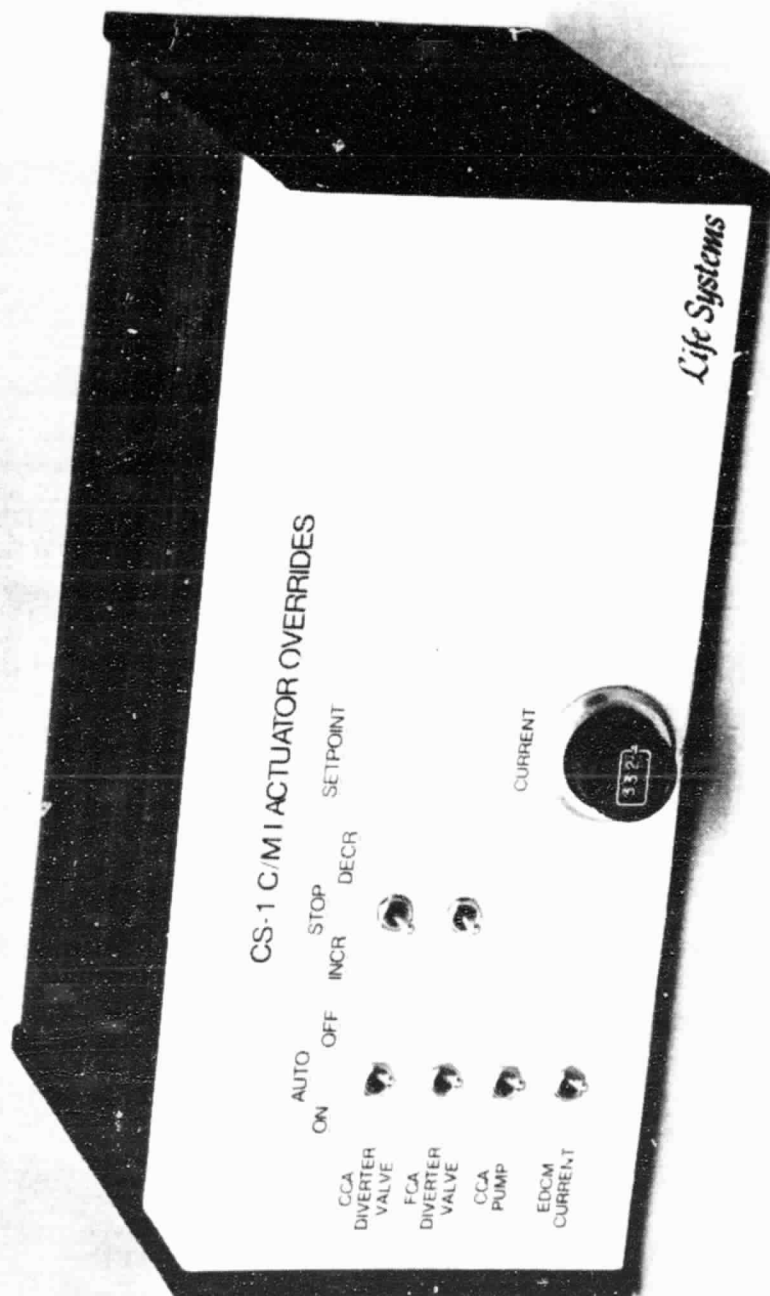 CS-1 C/M I ACTUATOR OVERRIDES
AUTO
STOP
ON
OFF
INCR
DECR
SETPOINT
CCA
DIVERTER
VALVE
FCA
DIVERTER
VALVE
CCA
PUMP
EDCM
CURRENT
CURRENT
332
Life Systems